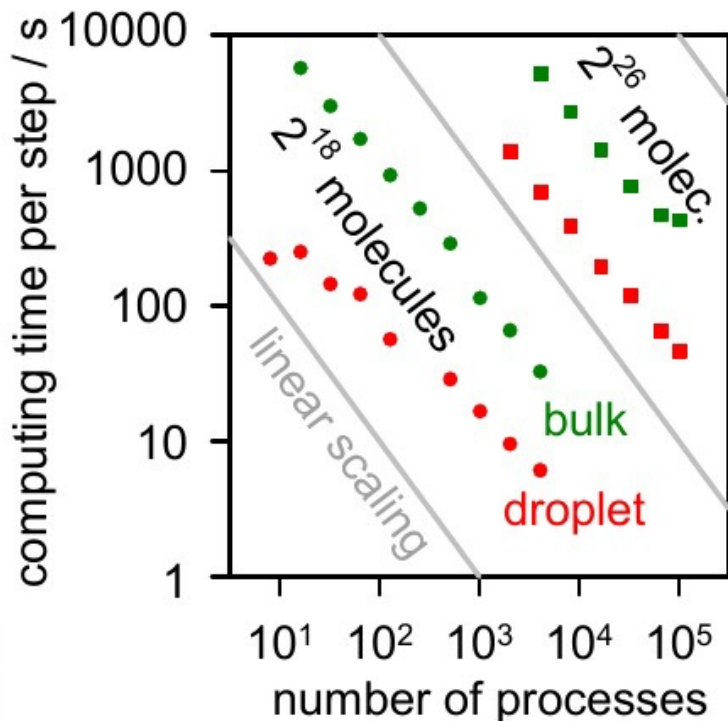 computing time per step / s
10000
1000
100
10
1
2¹⁸ molecules
2²⁶ molec.
linear scaling
bulk
droplet
10¹ 10² 10³ 10⁴ 10⁵
number of processes